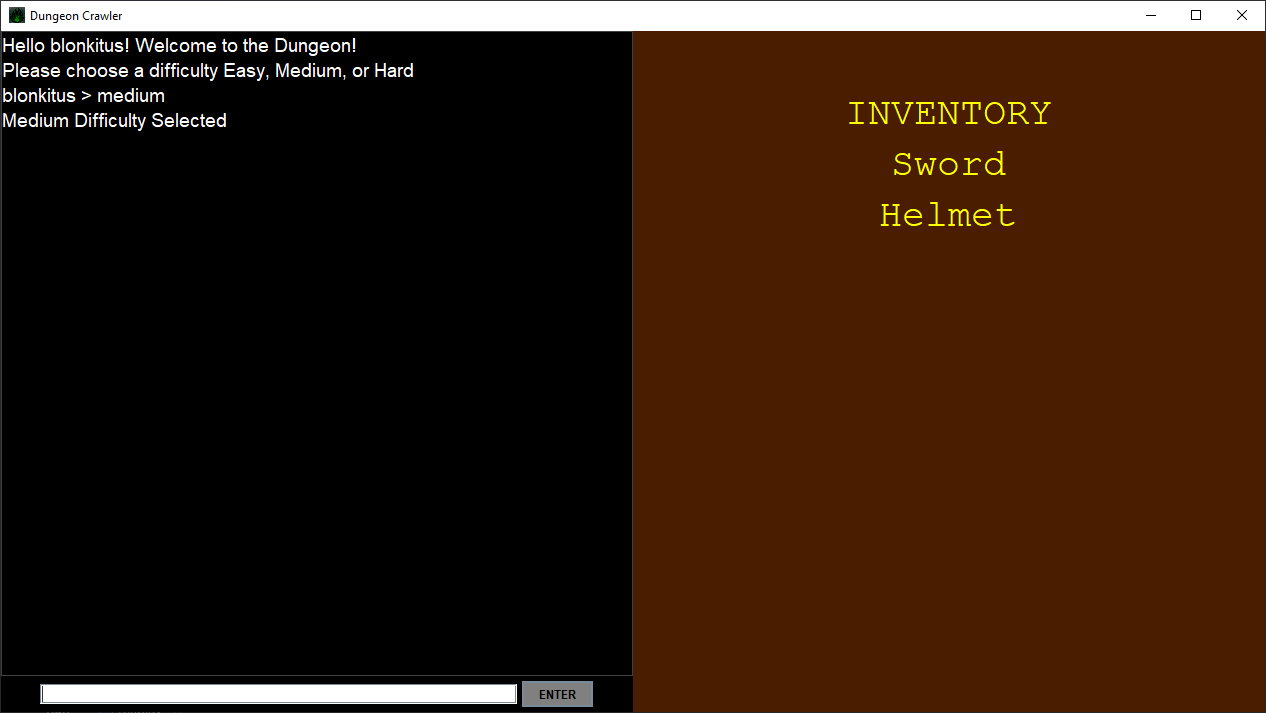 Dungeon Crawler
Hello blonkitus! Welcome to the Dungeon!
Please choose a difficulty Easy, Medium, or Hard
blonkitus > medium
Medium Difficulty Selected
ENTER
INVENTORY
Sword
Helmet